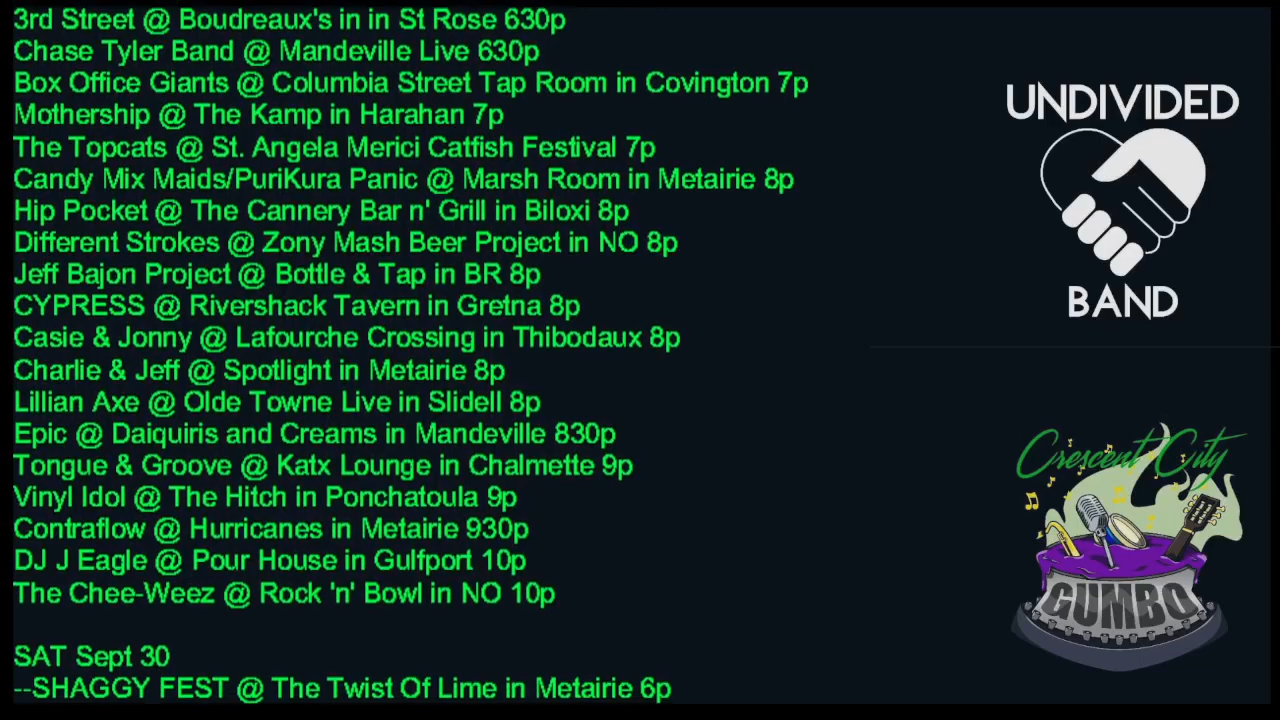 3rd Street @ Boudreaux's in in St Rose 630p
Chase Tyler Band @ Mandeville Live 630p
Box Office Giants @ Columbia Street Tap Room in Covington 7p
Mothership @ The Kamp in Harahan 7p
The Topcats @ St. Angela Merici Catfish Festival 7p
Candy Mix Maids/PuriKura Panic @ Marsh Room in Metairie 8p
Hip Pocket @ The Cannery Bar n' Grill in Biloxi 8p
Different Strokes @ Zony Mash Beer Project in NO 8p
Jeff Bajon Project @ Bottle & Tap in BR 8p
CYPRESS @ Rivershack Tavern in Gretna 8p
Casie & Jonny @ Lafourche Crossing in Thibodaux 8p
Charlie & Jeff @ Spotlight in Metairie 8p
Lillian Axe @ Olde Towne Live in Slidell 8p
Epic @ Daiquiris and Creams in Mandeville 830p
Tongue & Groove @ Katx Lounge in Chalmette 9p
Vinyl Idol @ The Hitch in Ponchatoula 9p
Contraflow @ Hurricanes in Metairie 930p
DJ J Eagle @ Pour House in Gulfport 10p
The Chee-Weez @ Rock 'n' Bowl in NO 10p
SAT Sept 30
--SHAGGY FEST @ The Twist Of Lime in Metairie 6p
UNDIVIDED
BAND
Crescent City
GUMBO